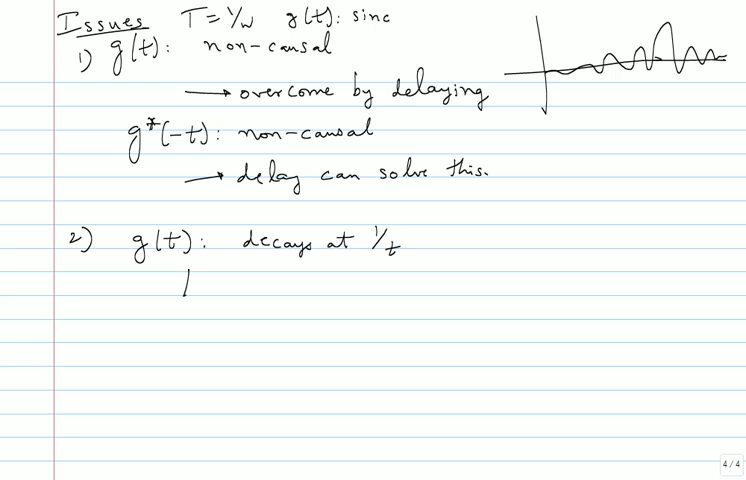 Issues T = 1/W g(t): sinc
1) g(t): non-causal
→ overcome by delaying
g*(-t): non-causal
→ delay can solve this.
2) g(t): decays at 1/t
4/4